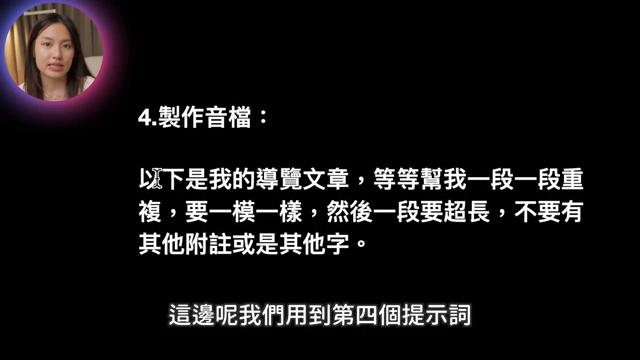 4.製作音檔：
以下是我的導覽文章，等等幫我一段一段重
複，要一模一樣，然後一段要超長，不要有
其他附註或是其他字。
這邊呢我們用到第四個提示詞